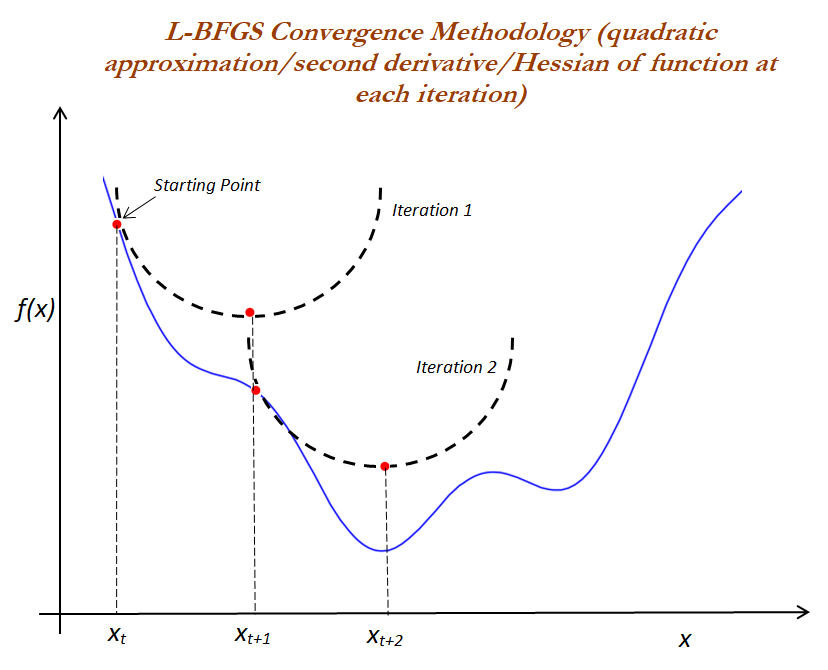 L-BFGS Convergence Methodology (quadratic
approximation/second derivative/Hessian of function at
each iteration)
Starting Point
Iteration 1
f(x)
Iteration 2
xₜ
xₜ₊₁
xₜ₊₂
x